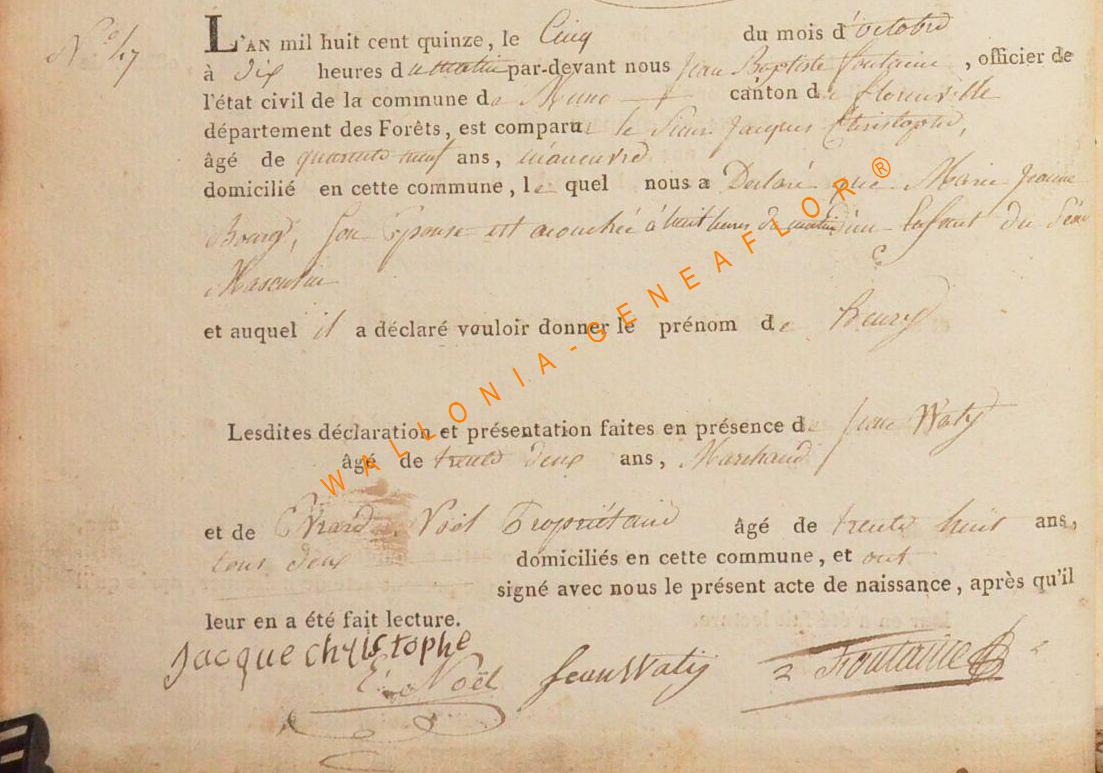 N.º 47
L'AN mil huit cent quinze, le Cinq du mois d'octobre
à Dix heures du matin par-devant nous Jean Baptiste fontaine, officier de
l'état civil de la commune de Muno canton de florenville
département des Forêts, est comparu le Sieur Jacques Christophe,
âgé de quarante neuf ans, manœuvre
domicilié en cette commune, lequel nous a Declaré que Marie Jeanne
Bourg, Son Epouse est accouchée à huit heures du matin d'un Enfant du Séxe
Masculin
et auquel il a déclaré vouloir donner le prénom de henry
Lesdites déclaration et présentation faites en présence de Jean Waty
âgé de trente deux ans, Marchand
et de Erard Noël Propriétaire âgé de trente huit ans,
tous deux domiciliés en cette commune, et ont
signé avec nous le présent acte de naissance, après qu'il
leur en a été fait lecture.
Jacque christophe
E. Noël Jean Waty Fontaine
WALLONIA-GENEAFLOR ®